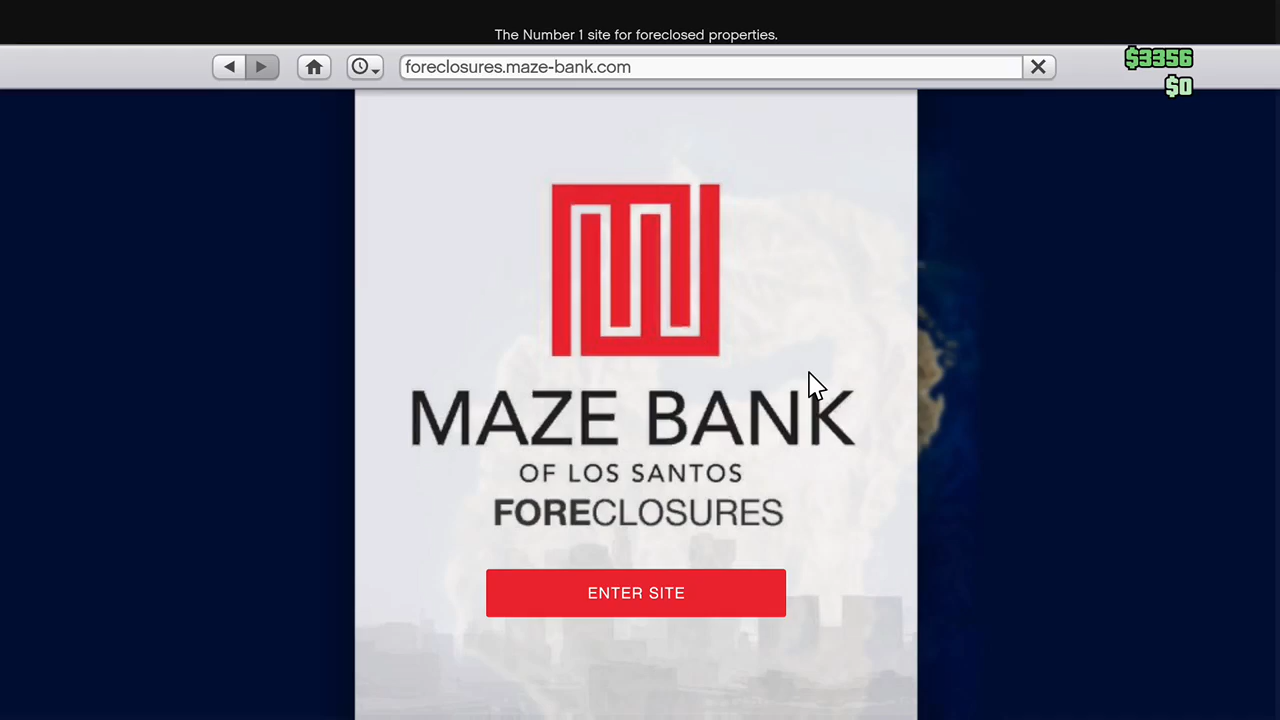 The Number 1 site for foreclosed properties.
foreclosures.maze-bank.com
$3356
$0
MAZE BANK
OF LOS SANTOS
FORECLOSURES
ENTER SITE